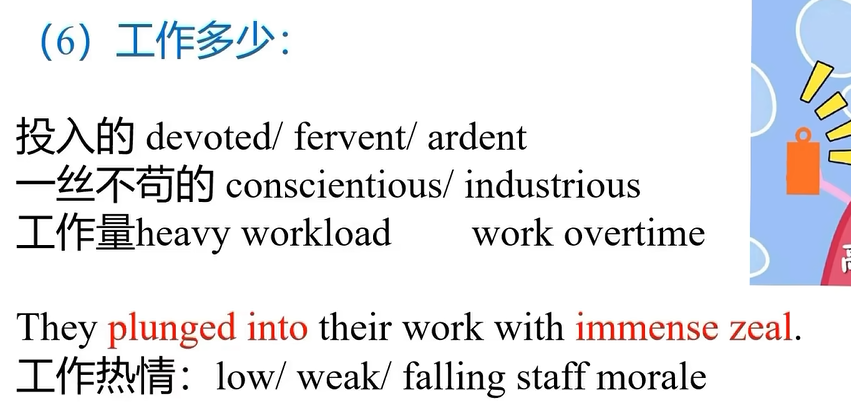 （6）工作多少：
投入的 devoted/ fervent/ ardent
一丝不苟的 conscientious/ industrious
工作量heavy workload work overtime
They plunged into their work with immense zeal.
工作热情：low/ weak/ falling staff morale